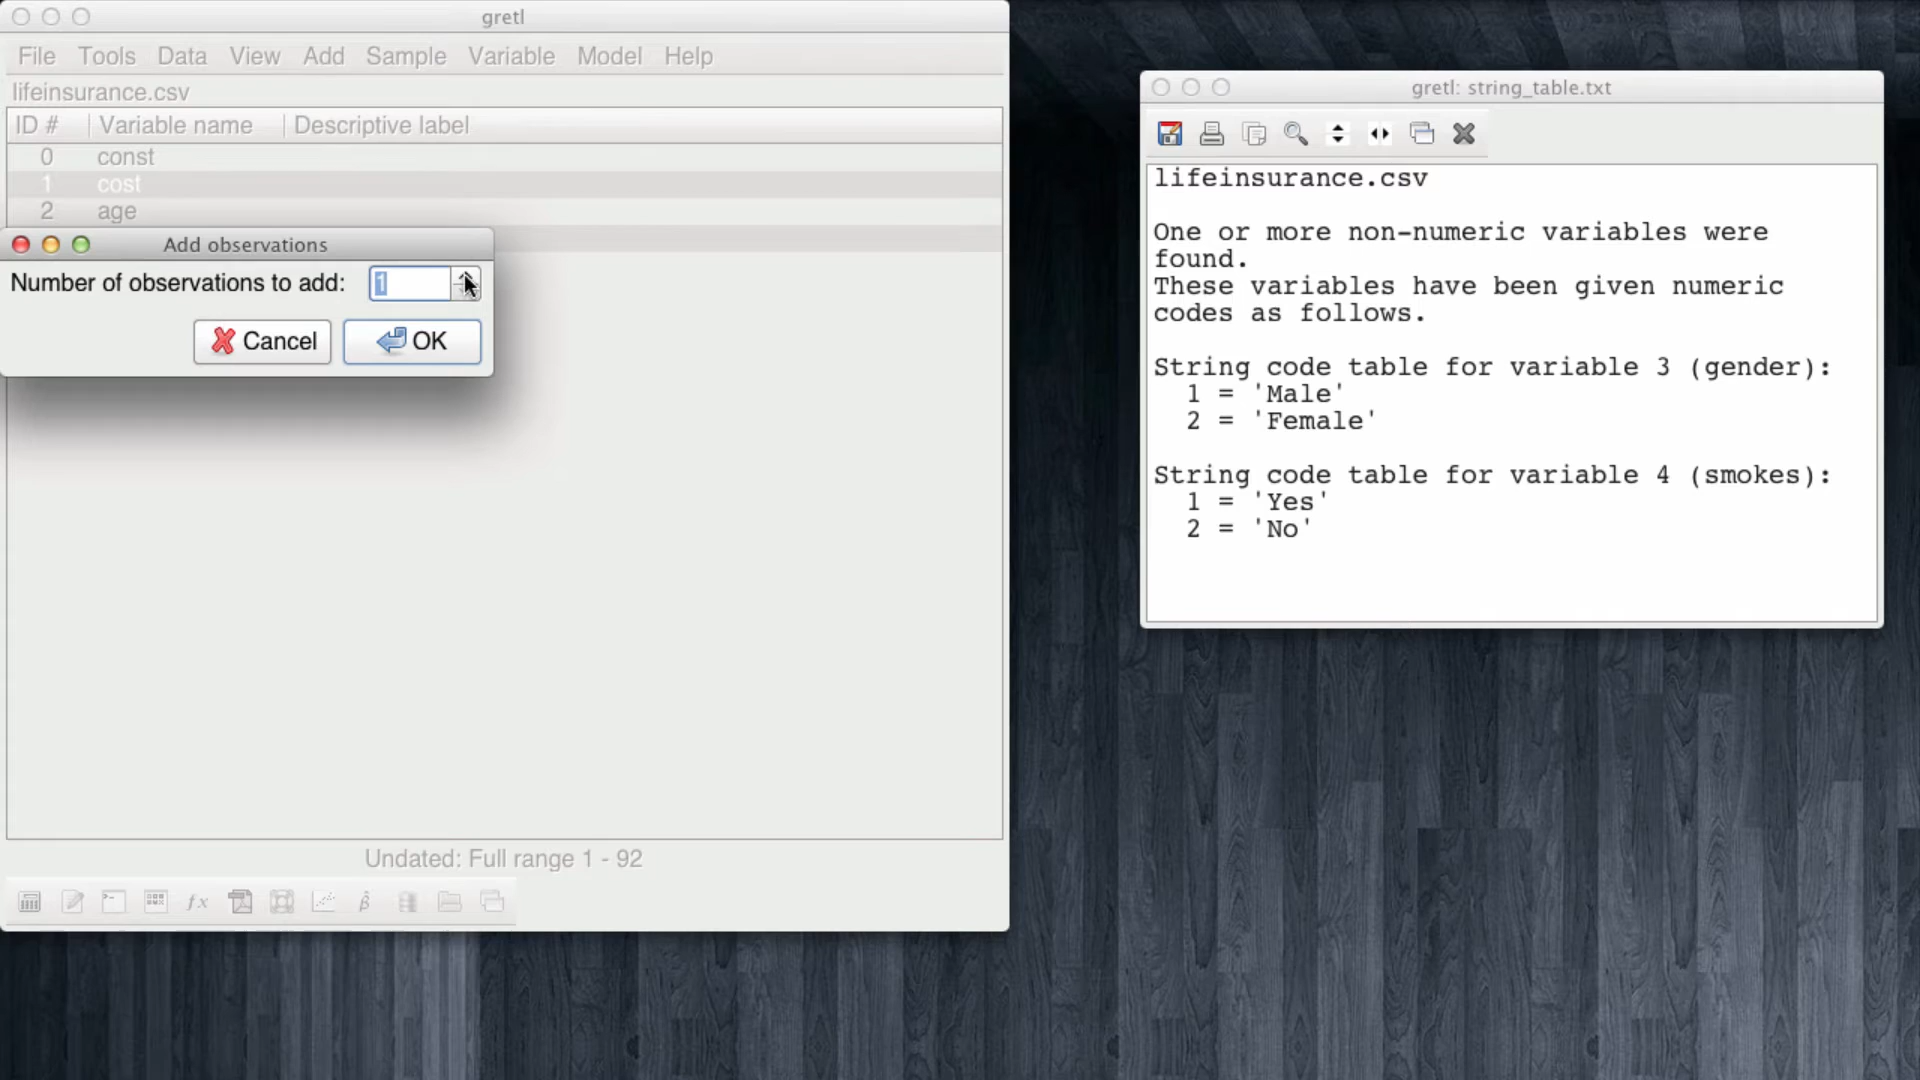 gretl
File Tools Data View Add Sample Variable Model Help
lifeinsurance.csv
ID # Variable name Descriptive label
0 const
1 cost
2 age
Add observations
Number of observations to add: 1
Cancel OK
Undated: Full range 1 - 92
fx
β̂
gretl: string_table.txt
lifeinsurance.csv
One or more non-numeric variables were
found.
These variables have been given numeric
codes as follows.
String code table for variable 3 (gender):
1 = 'Male'
2 = 'Female'
String code table for variable 4 (smokes):
1 = 'Yes'
2 = 'No'